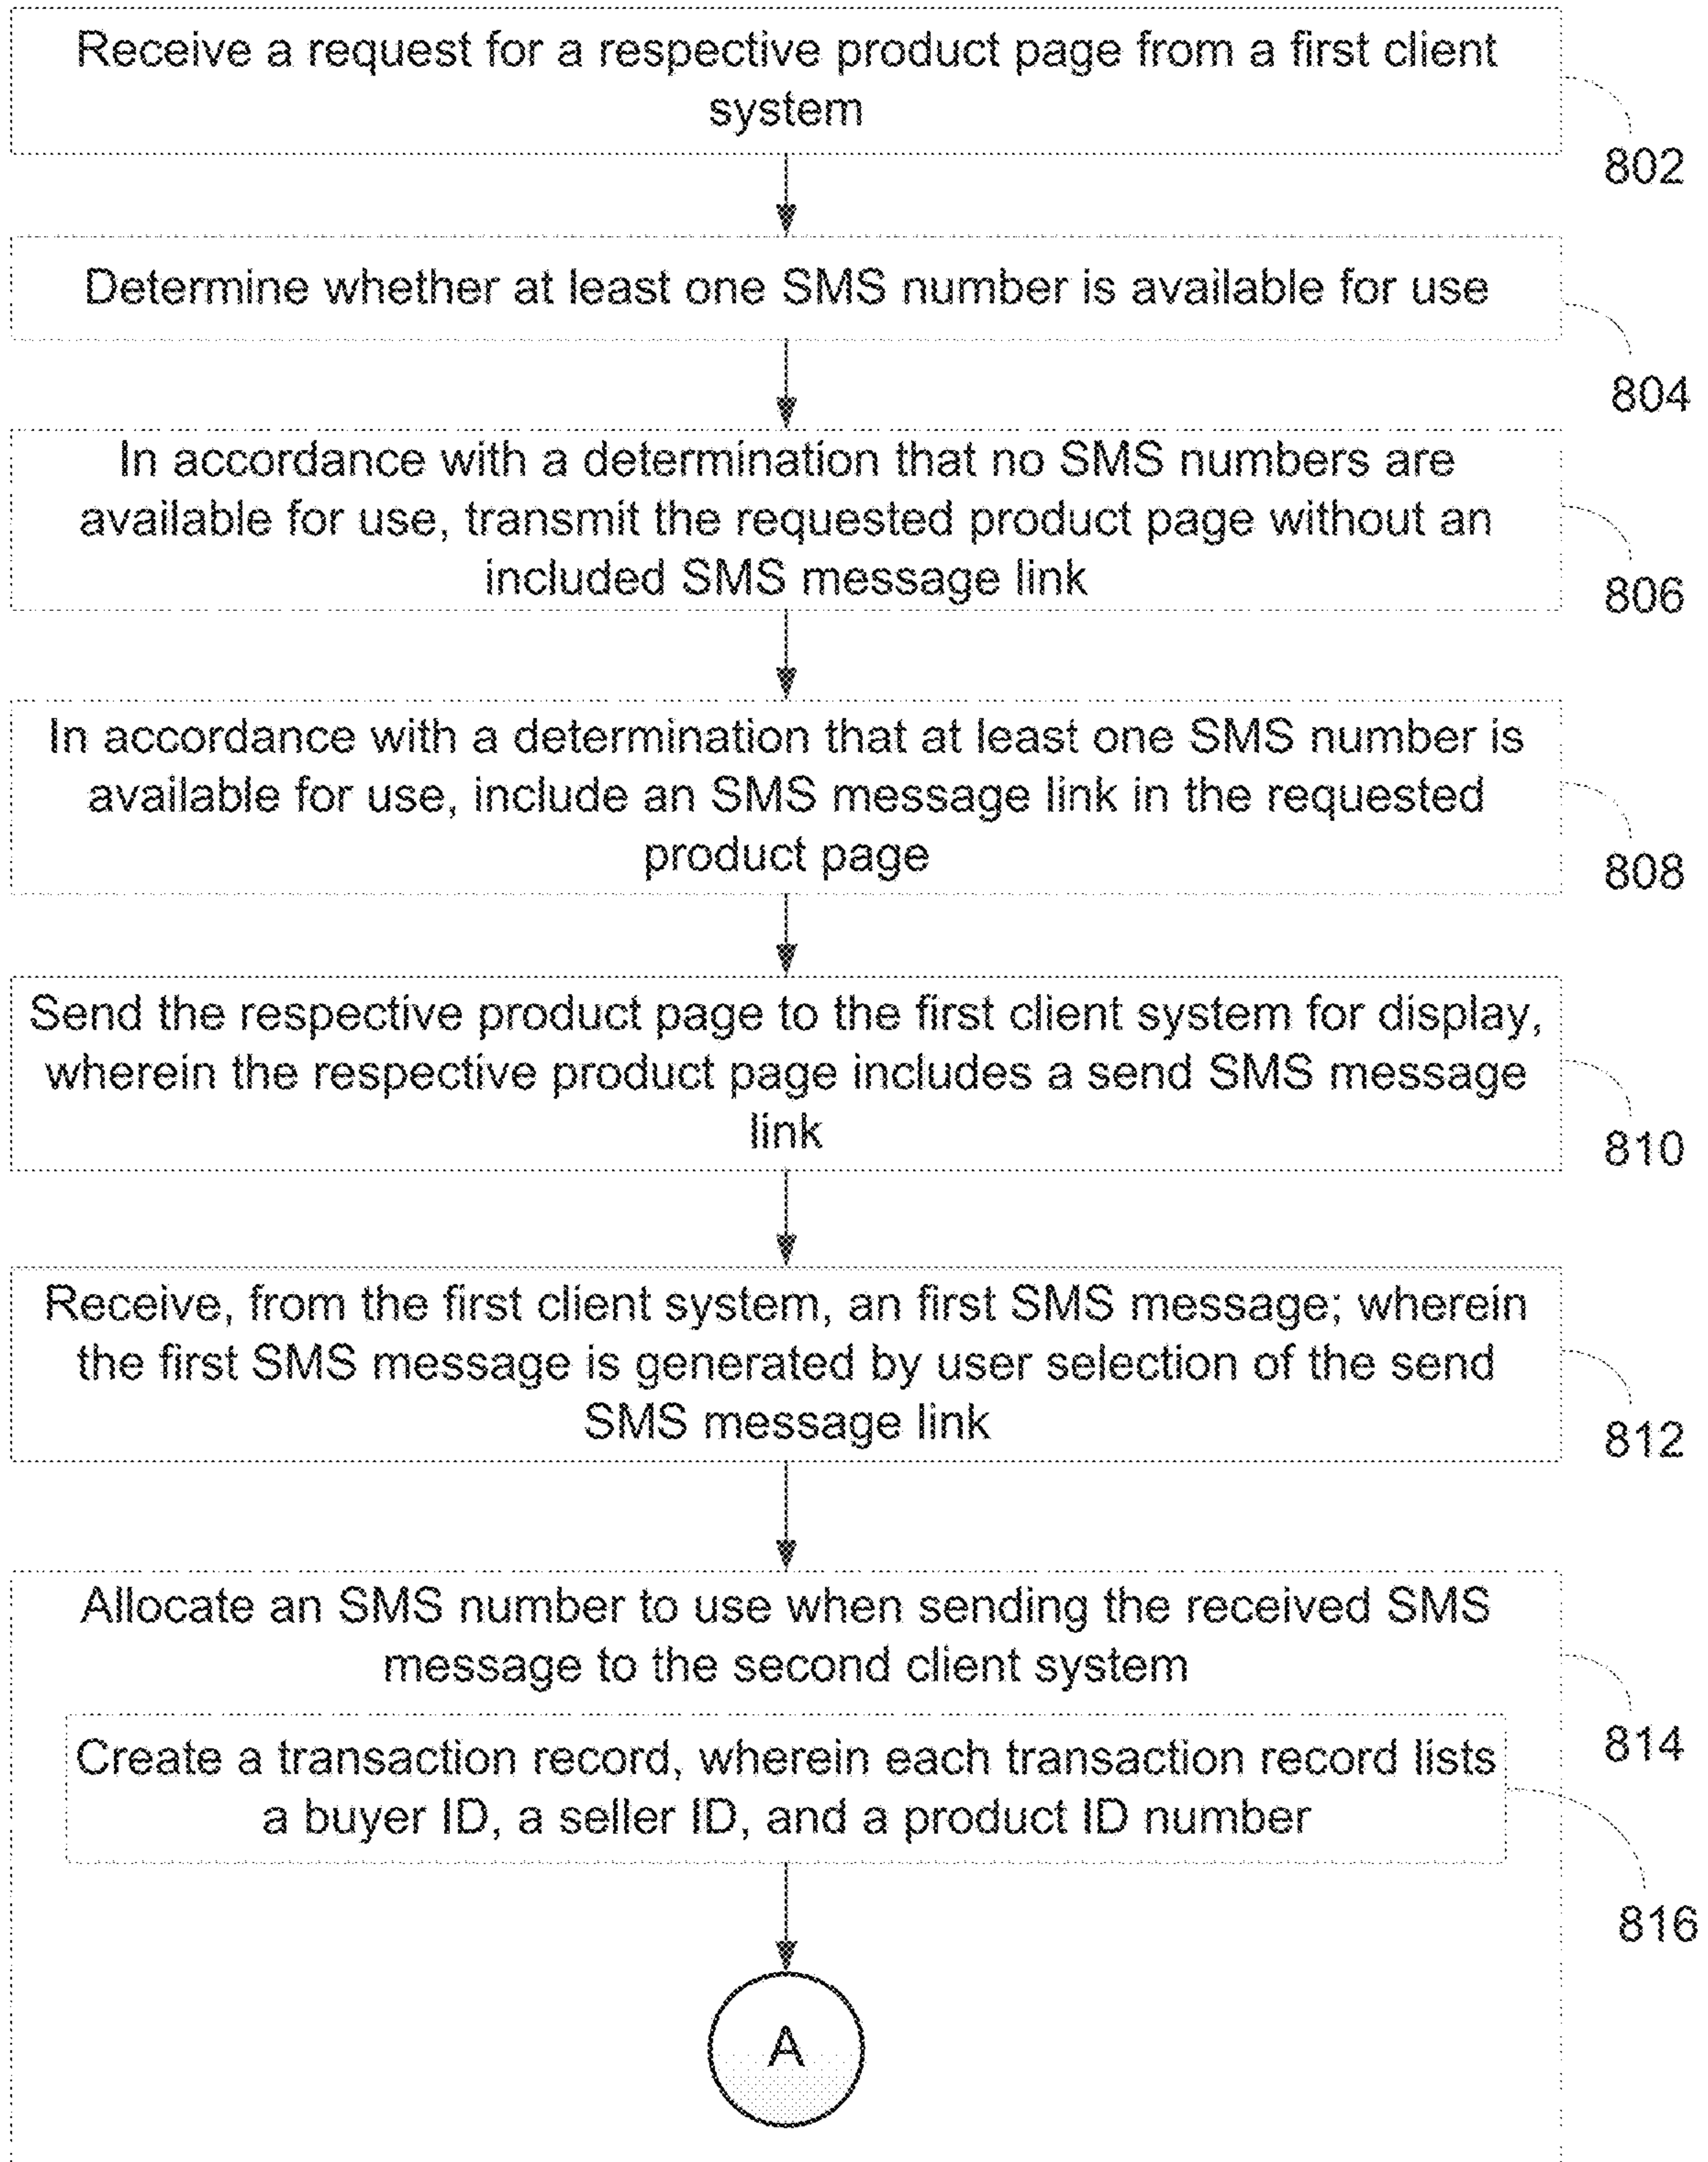 Receive a request for a respective product page from a first client
system
802
Determine whether at least one SMS number is available for use
804
In accordance with a determination that no SMS numbers are
available for use, transmit the requested product page without an
included SMS message link
806
In accordance with a determination that at least one SMS number is
available for use, include an SMS message link in the requested
product page
808
Send the respective product page to the first client system for display,
wherein the respective product page includes a send SMS message
link
810
Receive, from the first client system, an first SMS message; wherein
the first SMS message is generated by user selection of the send
SMS message link
812
Allocate an SMS number to use when sending the received SMS
message to the second client system
814
Create a transaction record, wherein each transaction record lists
a buyer ID, a seller ID, and a product ID number
816
A